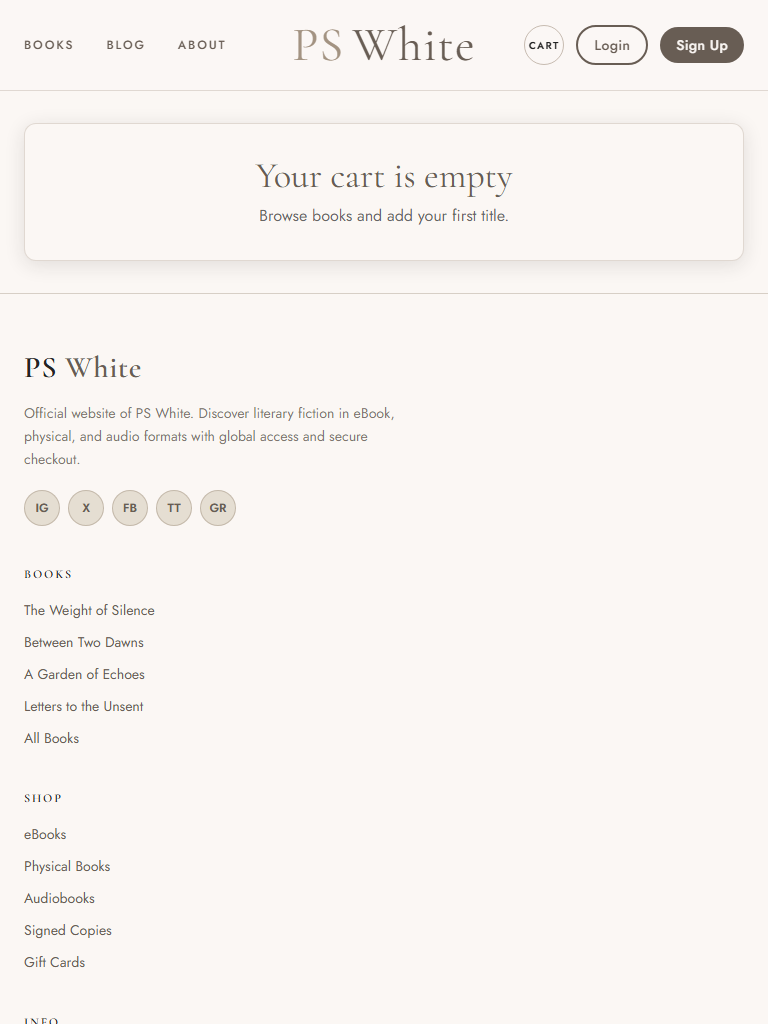 BOOKS BLOG ABOUT PS White CART Login Sign Up
Your cart is empty
Browse books and add your first title.
PS White
Official website of PS White. Discover literary fiction in eBook,
physical, and audio formats with global access and secure
checkout.
IG X FB TT GR
BOOKS
The Weight of Silence
Between Two Dawns
A Garden of Echoes
Letters to the Unsent
All Books
SHOP
eBooks
Physical Books
Audiobooks
Signed Copies
Gift Cards
INFO